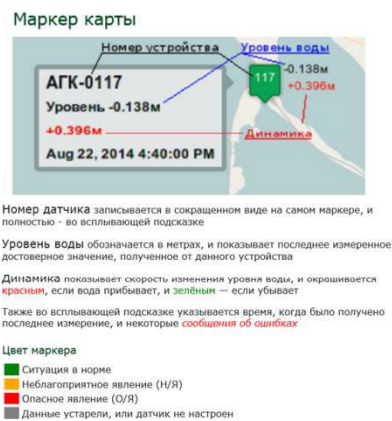 Маркер карты
Номер устройства Уровень воды
АГК-0117
117
-0.138м
Уровень -0.138м
+0.396м
+0.396м
Динамика
Aug 22, 2014 4:40:00 PM
Номер датчика записывается в сокращенном виде на самом маркере, и
полностью - во всплывающей подсказке
Уровень воды обозначается в метрах, и показывает последнее измеренное
достоверное значение, полученное от данного устройства
Динамика показывает скорость изменения уровня воды, и окрашивается
красным, если вода прибывает, и зелёным — если убывает
Также во всплывающей подсказке указывается время, когда было получено
последнее измерение, и некоторые сообщения об ошибках
Цвет маркера
Ситуация в норме
Неблагоприятное явление (Н/Я)
Опасное явление (О/Я)
Данные устарели, или датчик не настроен